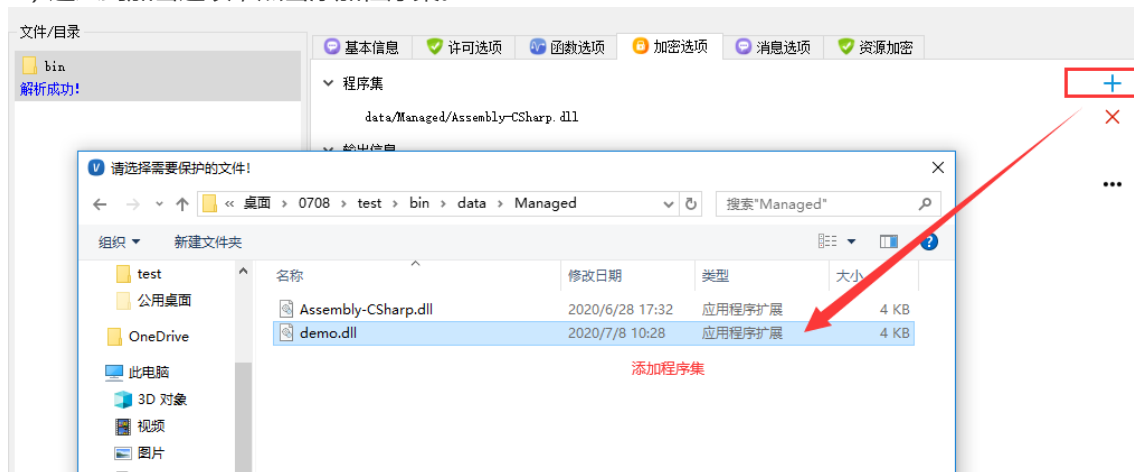 文件/目录
bin
解析成功!
基本信息 许可选项 函数选项 加密选项 消息选项 资源加密
程序集
data/Managed/Assembly-CSharp.dll
请选择需要保护的文件!
« 桌面 › 0708 › test › bin › data › Managed
搜索"Managed"
组织 新建文件夹
test
公用桌面
OneDrive
此电脑
3D 对象
视频
图片
名称 修改日期 类型 大小
Assembly-CSharp.dll 2020/6/28 17:32 应用程序扩展 4 KB
demo.dll 2020/7/8 10:28 应用程序扩展 4 KB
添加程序集